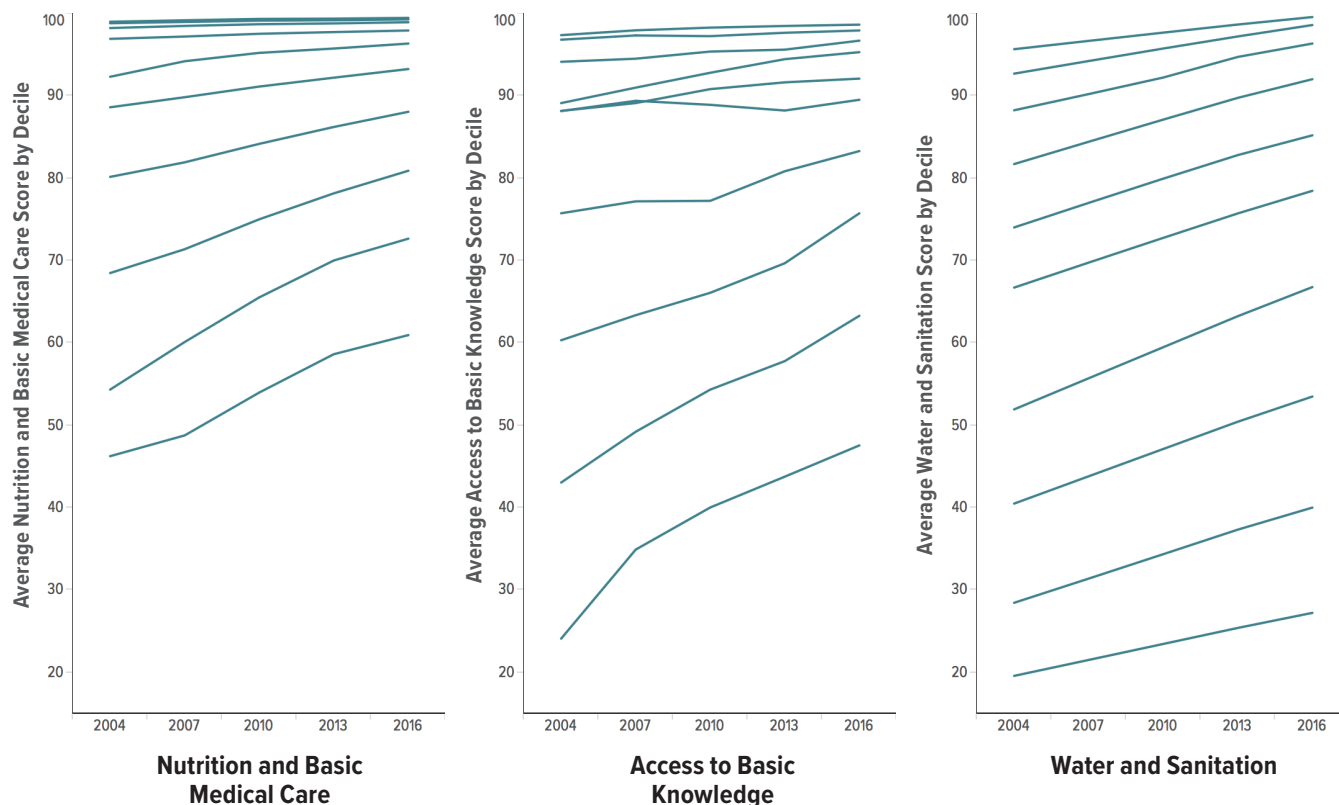 Average Nutrition and Basic Medical Care Score by Decile
100
90
80
70
60
50
40
30
20
2004 2007 2010 2013 2016
Nutrition and Basic
Medical Care
Average Access to Basic Knowledge Score by Decile
100
90
80
70
60
50
40
30
20
2004 2007 2010 2013 2016
Access to Basic
Knowledge
Average Water and Sanitation Score by Decile
100
90
80
70
60
50
40
30
20
2004 2007 2010 2013 2016
Water and Sanitation